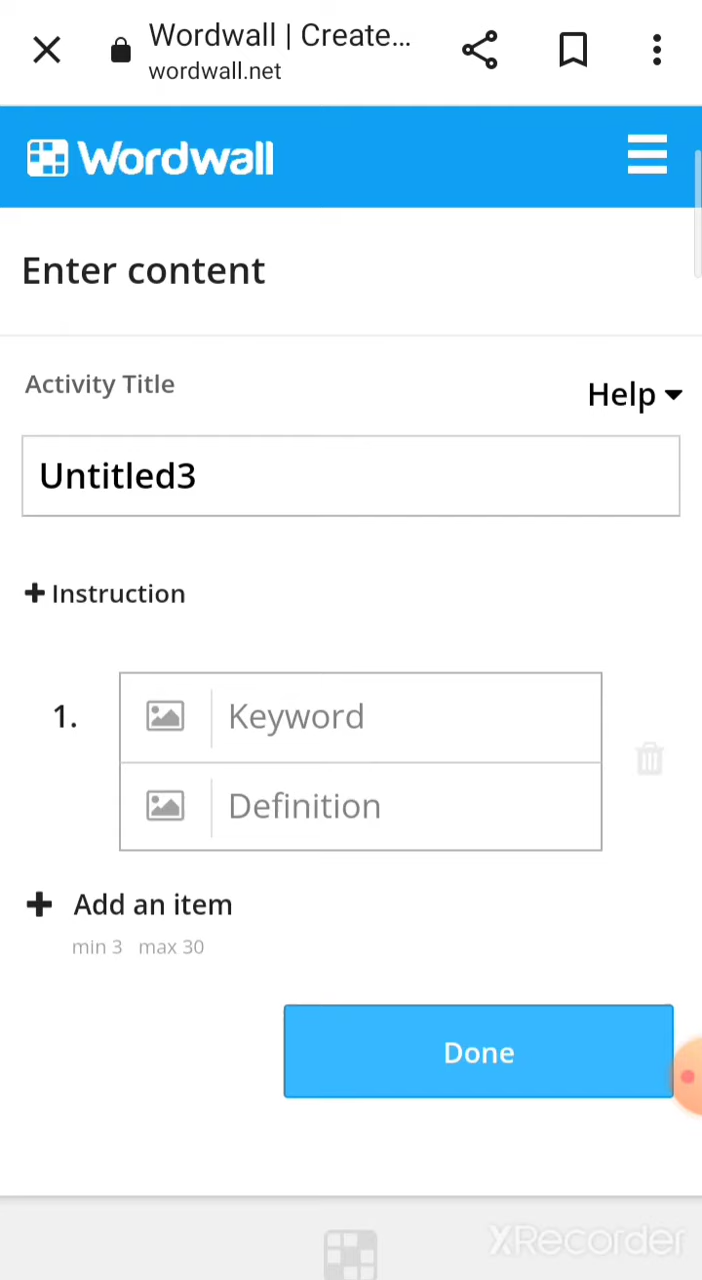 Wordwall | Create...
wordwall.net
Wordwall
Enter content
Activity Title
Help
Untitled3
+ Instruction
1. Keyword
Definition
+ Add an item
min 3 max 30
Done
XRecorder